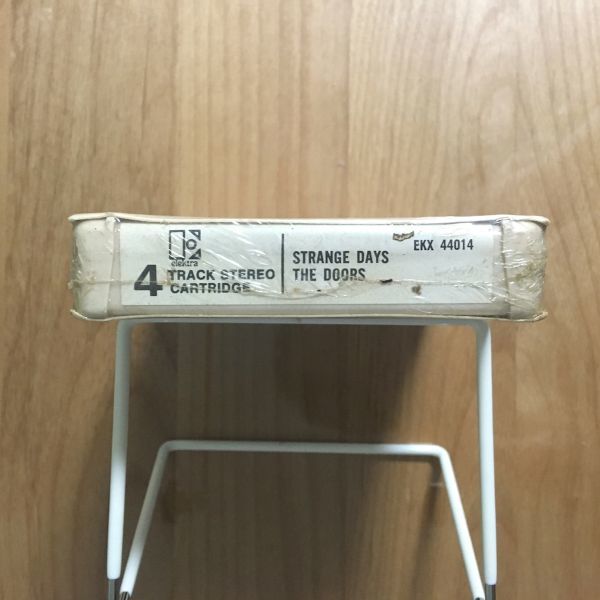 elektra
4 TRACK STEREO
CARTRIDGE
STRANGE DAYS
THE DOORS
EKX 44014